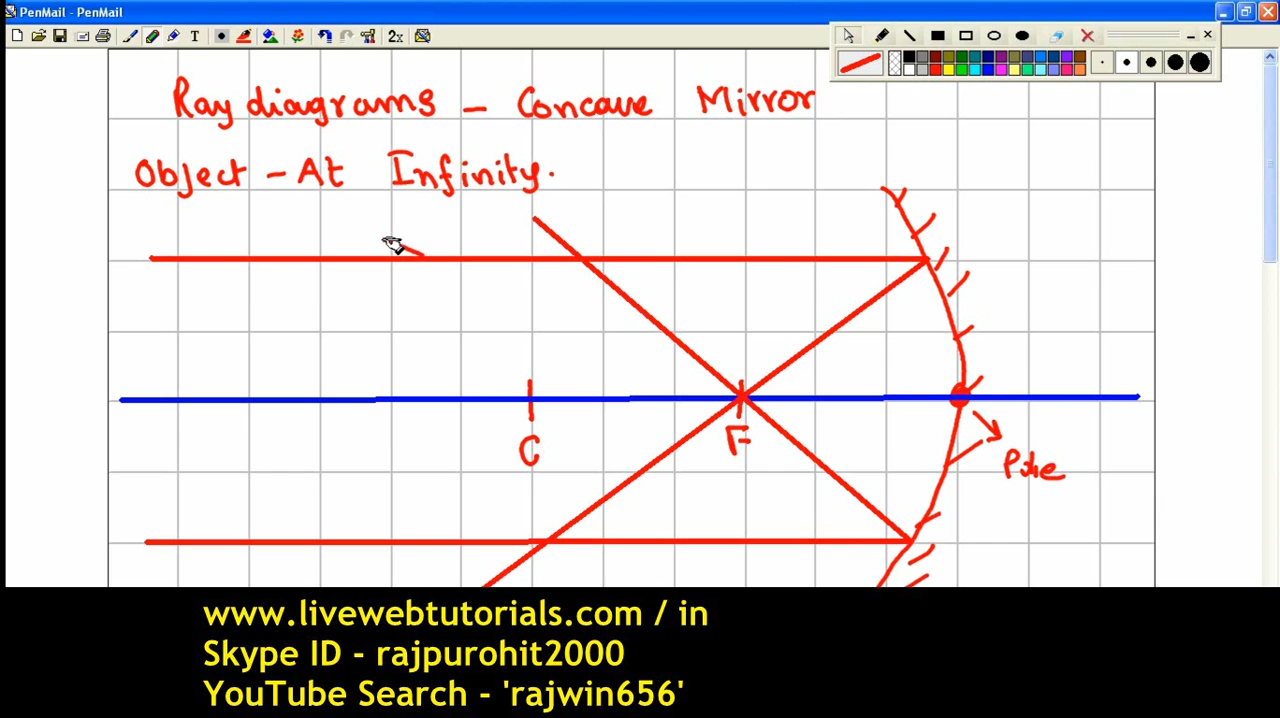 PenMail - PenMail
T
2x
Ray diagrams - Concave Mirror
Object - At Infinity.
C
F
Pole
www.livewebtutorials.com / in
Skype ID - rajpurohit2000
YouTube Search - 'rajwin656'